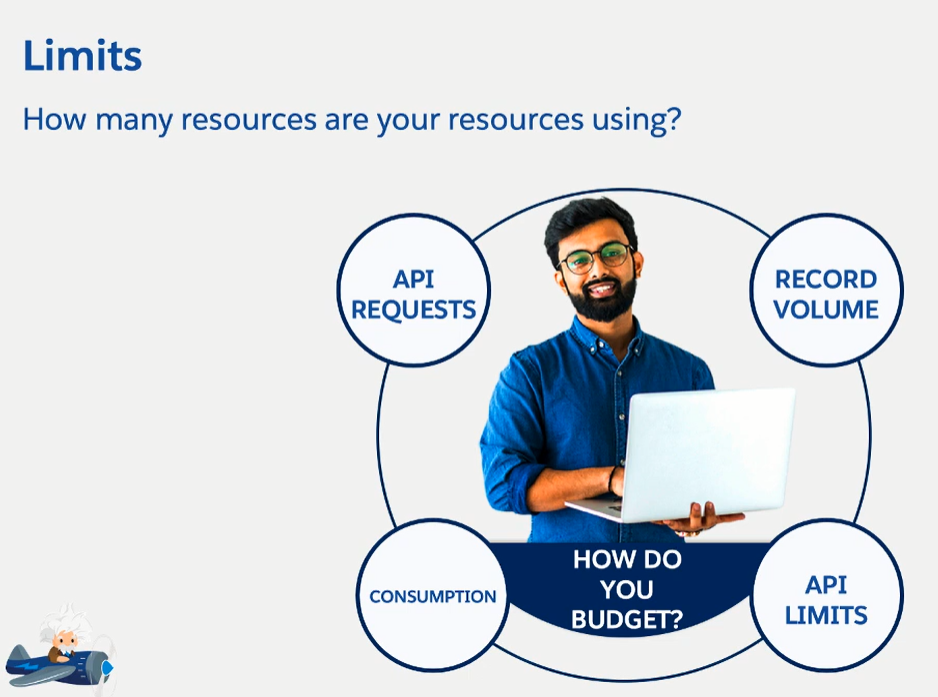 Limits
How many resources are your resources using?
API
REQUESTS
RECORD
VOLUME
CONSUMPTION
HOW DO
YOU
BUDGET?
API
LIMITS